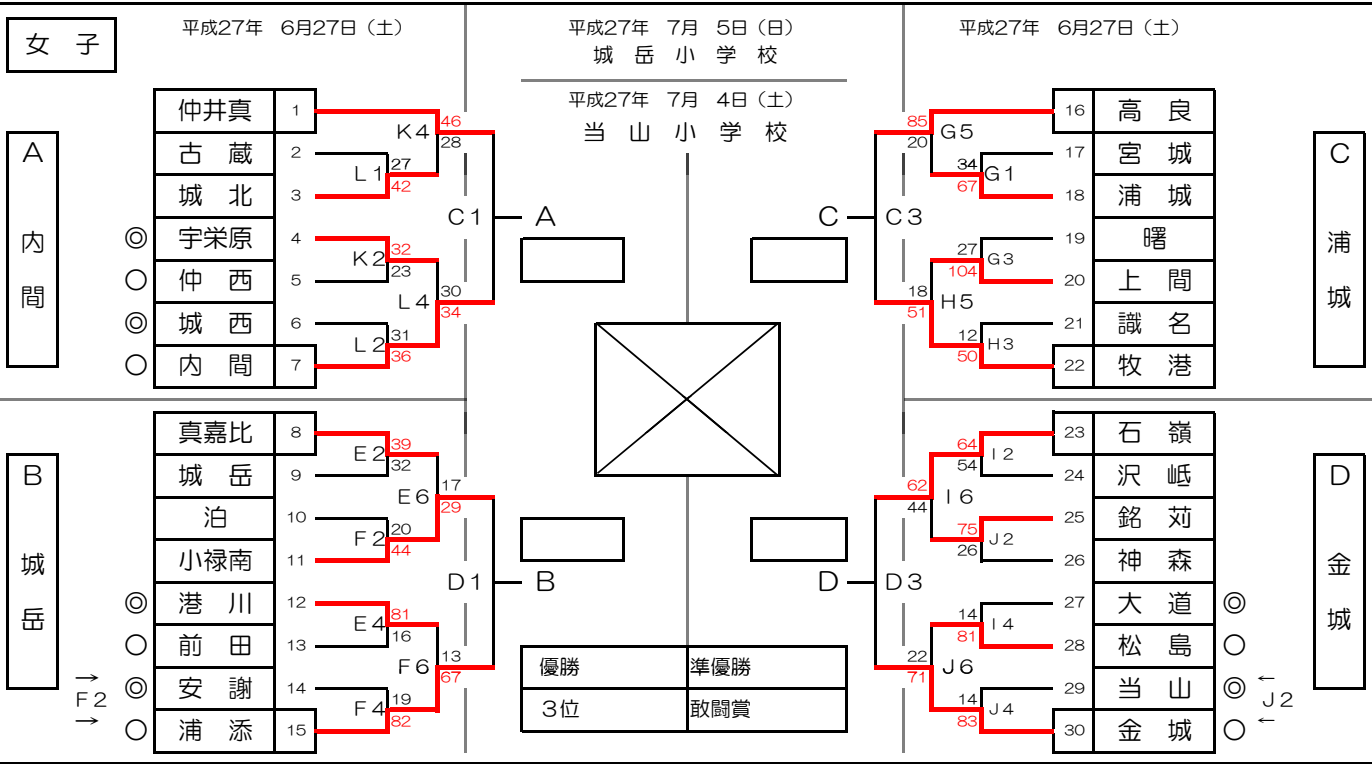 女 子
平成27年 6月27日（土）
平成27年 7月 5日（日）
城 岳 小 学 校
平成27年 7月 4日（土）
当 山 小 学 校
平成27年 6月27日（土）
A
内
間
仲井真 1
古 蔵 2
城 北 3
◎ 宇栄原 4
○ 仲 西 5
◎ 城 西 6
○ 内 間 7
K4 46 28
L1 27 42
K2 32 23
L4 30 34
L2 31 36
C1
A
B
城
岳
真嘉比 8
城 岳 9
泊 10
小禄南 11
◎ 港 川 12
○ 前 田 13
→
F2
→
◎ 安 謝 14
○ 浦 添 15
E2 39 32
E6 17 29
F2 20 44
E4 81 16
F6 13 67
F4 19 82
D1
B
C
浦
城
16 高 良
17 宮 城
18 浦 城
19 曙
20 上 間
21 識 名
22 牧 港
85 20 G5
34 67 G1
27 104 G3
18 51 H5
12 50 H3
C
C3
D
金
城
23 石 嶺
24 沢 岻
25 銘 苅
26 神 森
27 大 道 ◎
28 松 島 ○
29 当 山 ◎
30 金 城 ○
←
J2
←
64 54 I2
62 44 I6
75 26 J2
14 81 I4
22 71 J6
14 83 J4
D
D3
優勝 準優勝
3位 敢闘賞